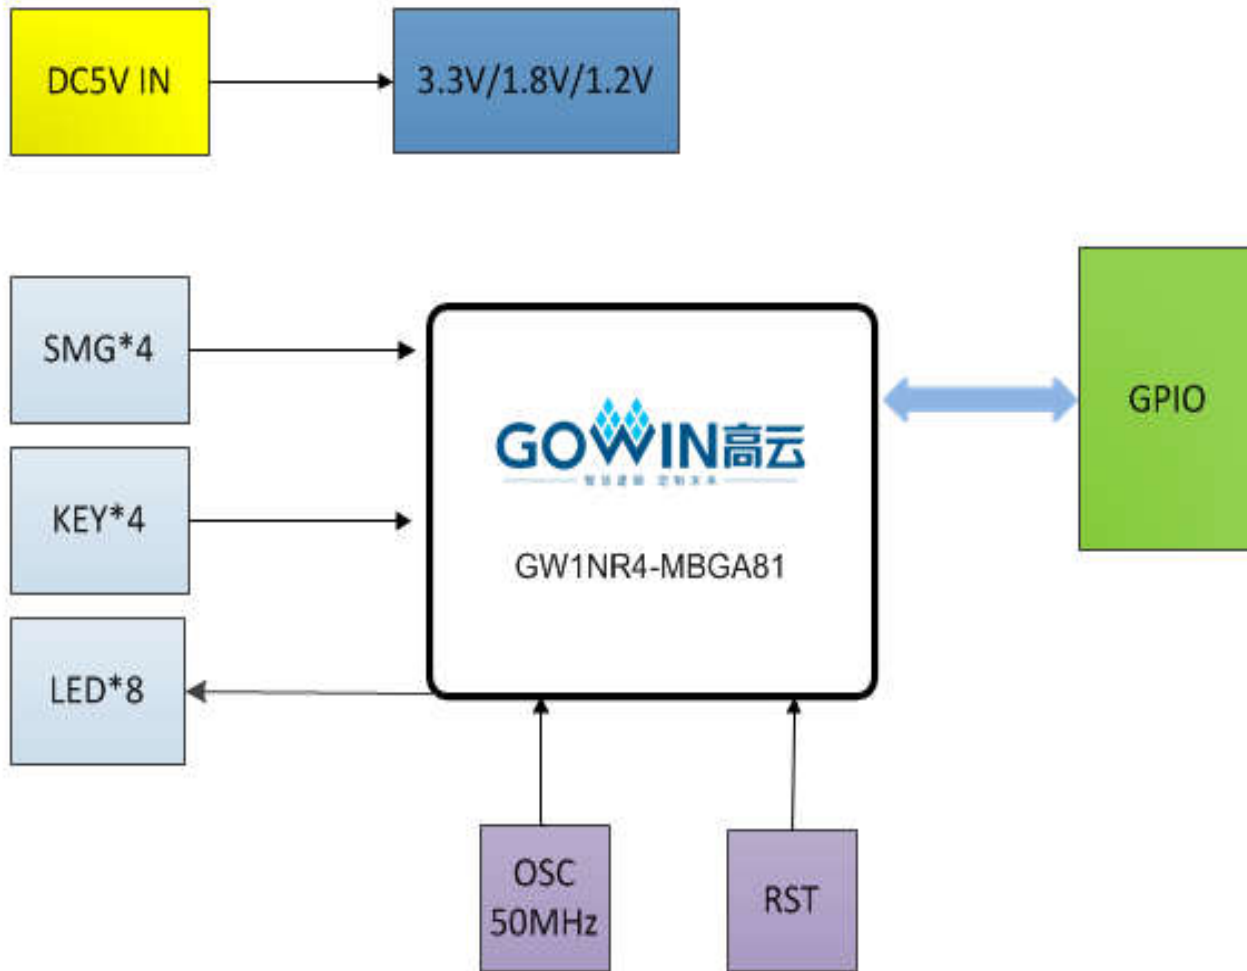 DC5V IN
3.3V/1.8V/1.2V
SMG*4
GPIO
GOWIN高云
KEY*4
GW1NR4-MBGA81
LED*8
OSC
50MHz
RST